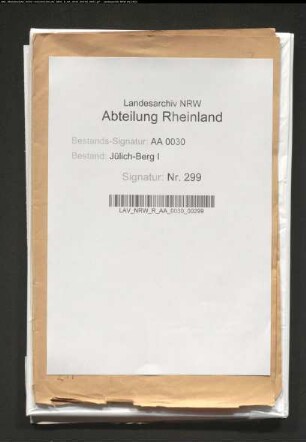 Landesarchiv NRW
Abteilung Rheinland
Bestands-Signatur: AA 0030
Bestand: Jülich-Berg I
Signatur: Nr. 299
LAV_NRW_R_AA_0030_00299